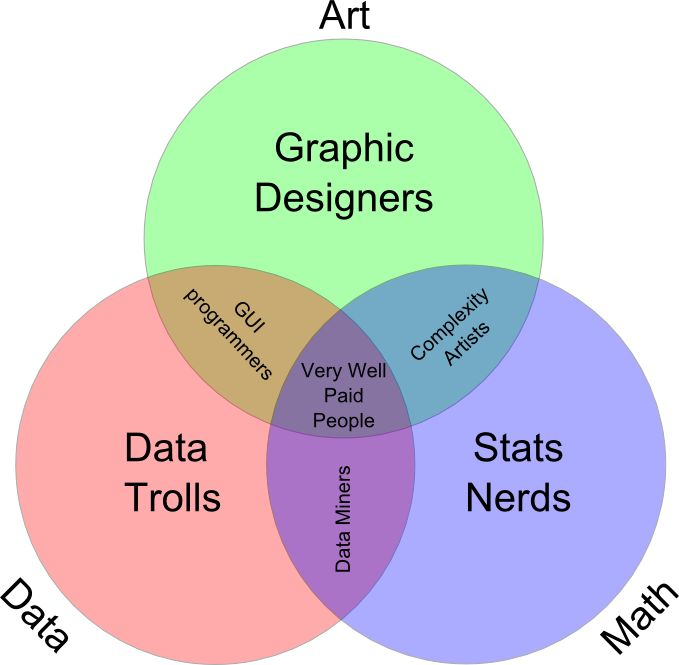 Art
Graphic
Designers
GUI
programmers
Complexity
Artists
Very Well
Paid
People
Data
Trolls
Stats
Nerds
Data Miners
Data
Math